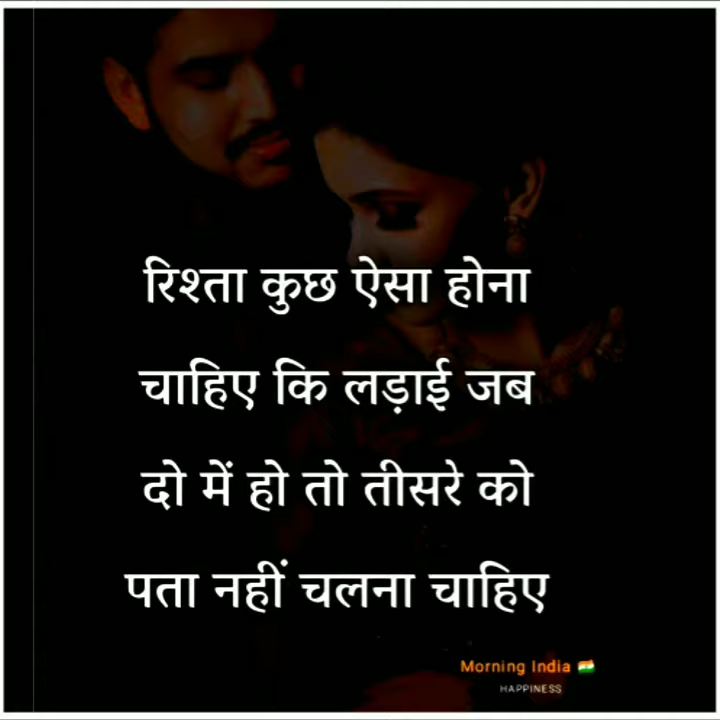 रिश्ता कुछ ऐसा होना
चाहिए कि लड़ाई जब
दो में हो तो तीसरे को
पता नहीं चलना चाहिए
Morning India 🇮🇳
HAPPINESS